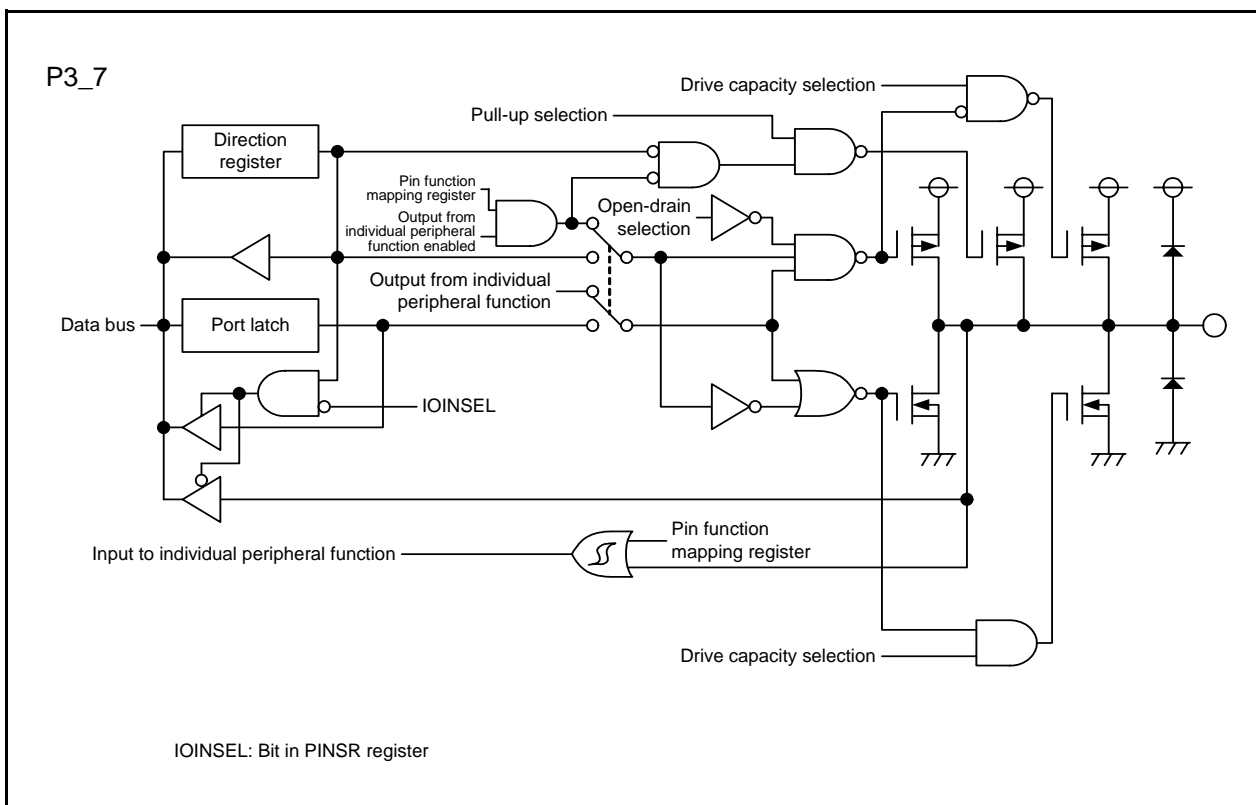 P3_7
Drive capacity selection
Pull-up selection
Direction
register
Pin function
mapping register
Output from
individual peripheral
function enabled
Open-drain
selection
Output from individual
peripheral function
Data bus
Port latch
IOINSEL
Pin function
mapping register
Input to individual peripheral function
Drive capacity selection
IOINSEL: Bit in PINSR register